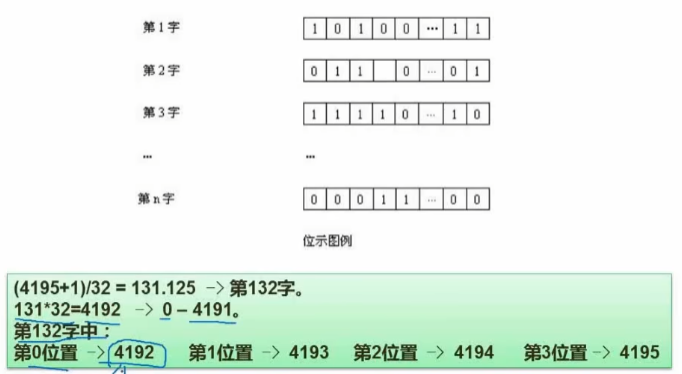 第1字 1 0 1 0 0 … 1 1
第2字 0 1 1 0 … 0 1
第3字 1 1 1 1 0 … 1 0
… …
第n字 0 0 0 1 1 … 0 0
位示图例
(4195+1)/32 = 131.125 –> 第132字。
131*32=4192 –> 0 – 4191。
第132字中：
第0位置 –> 4192 第1位置 –> 4193 第2位置 –> 4194 第3位置 –> 4195